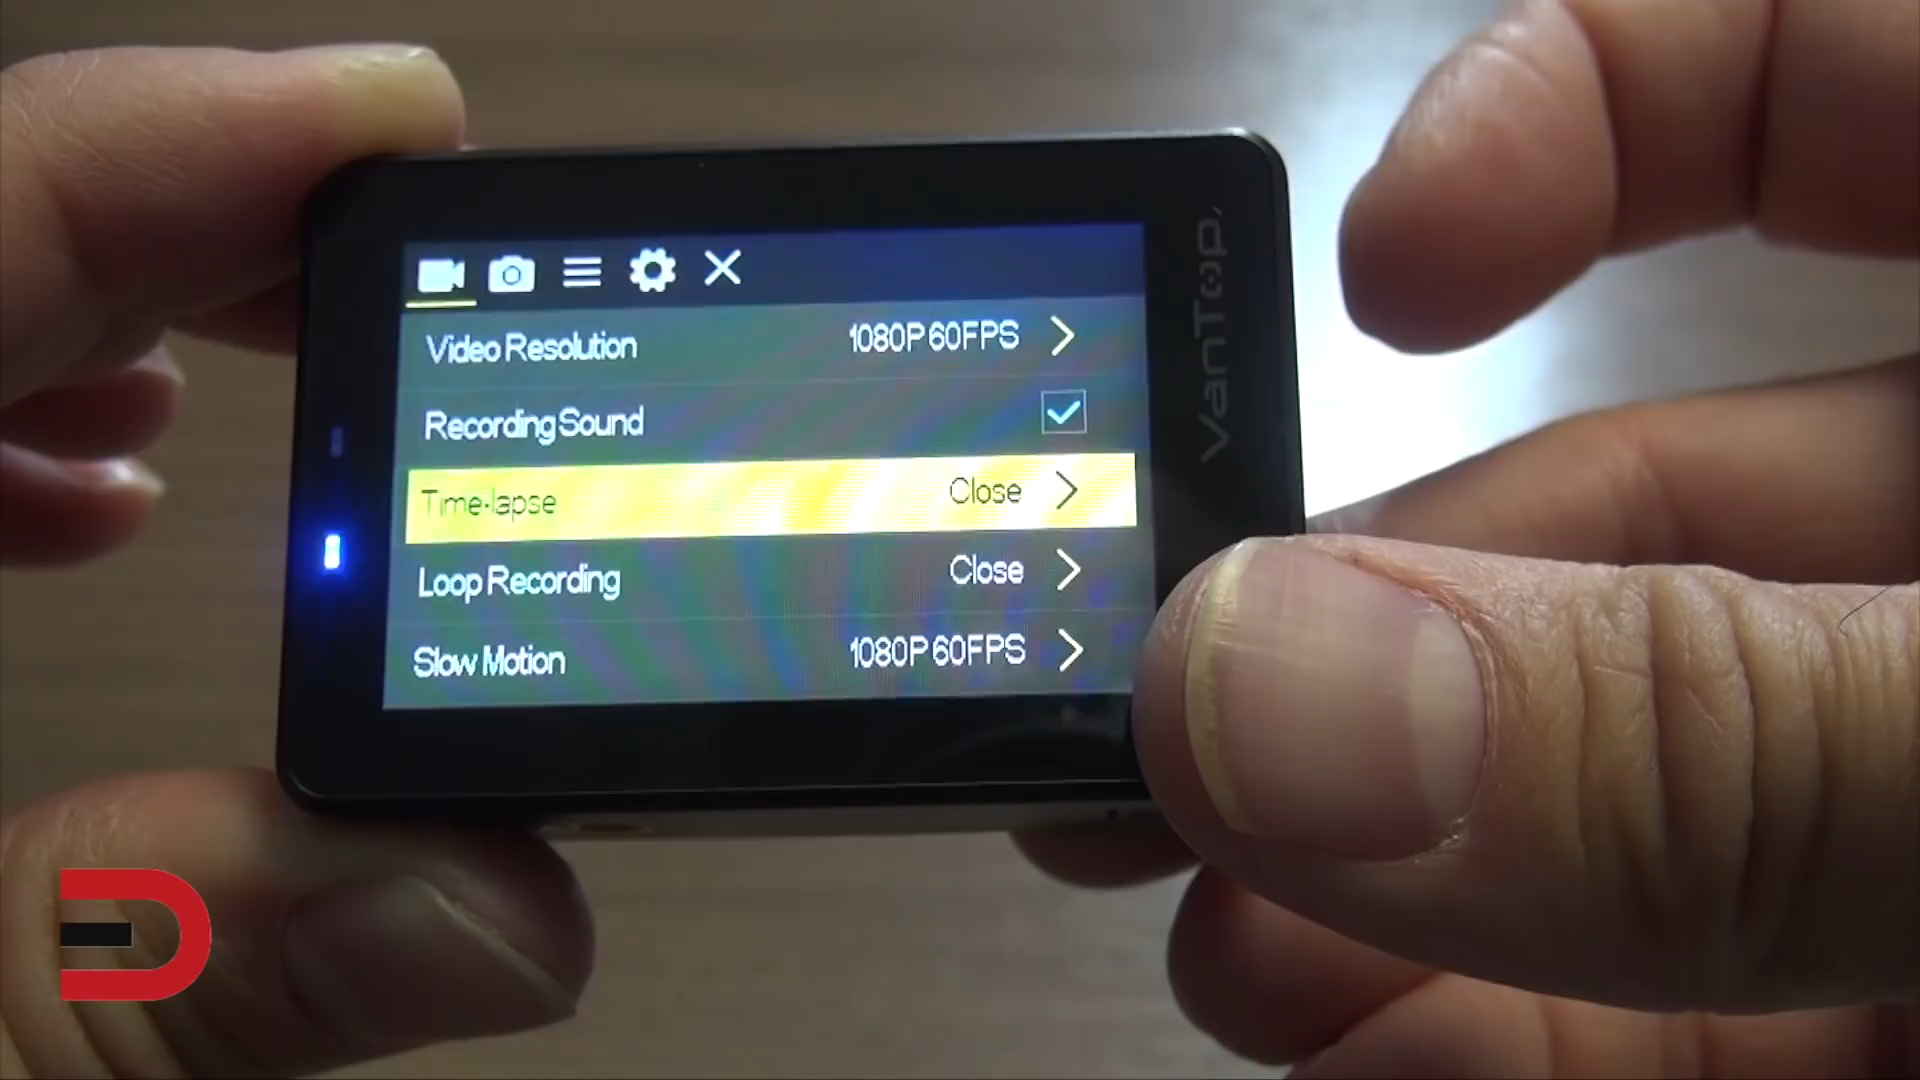 Video Resolution 1080P 60FPS
Recording Sound
Time-lapse Close
Loop Recording Close
Slow Motion 1080P 60FPS
VanTop